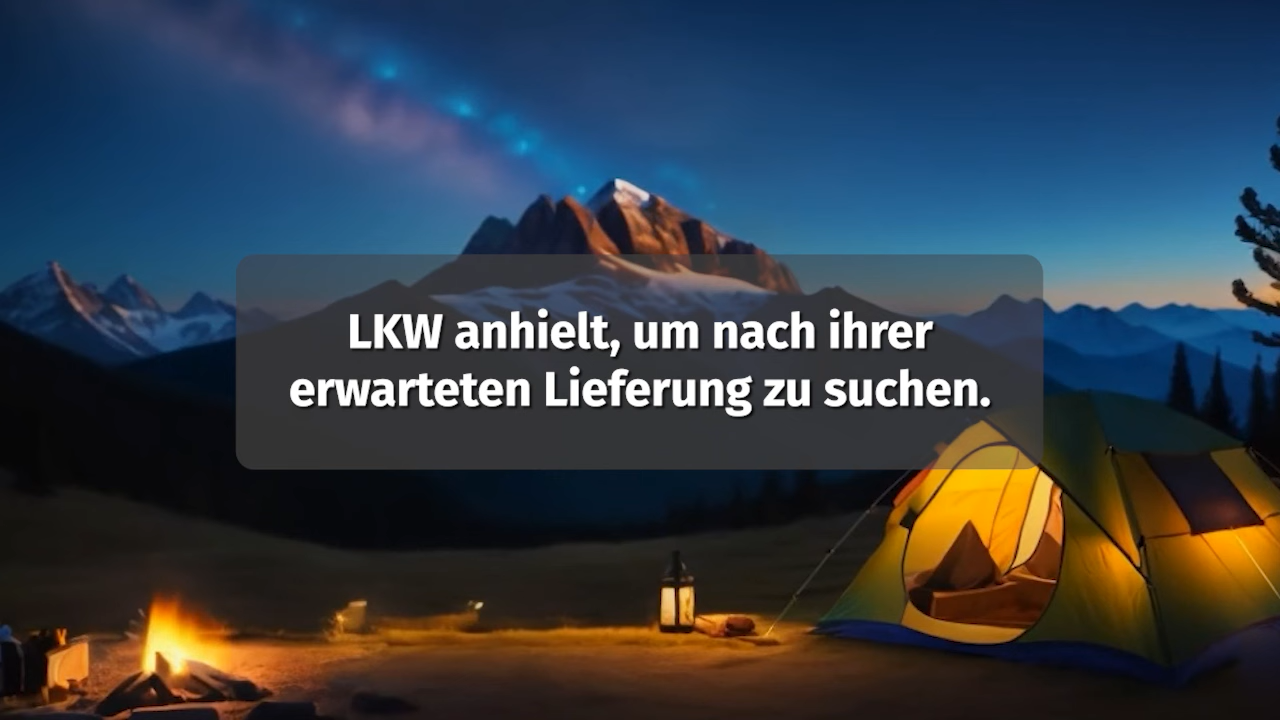 LKW anhielt, um nach ihrer
erwarteten Lieferung zu suchen.